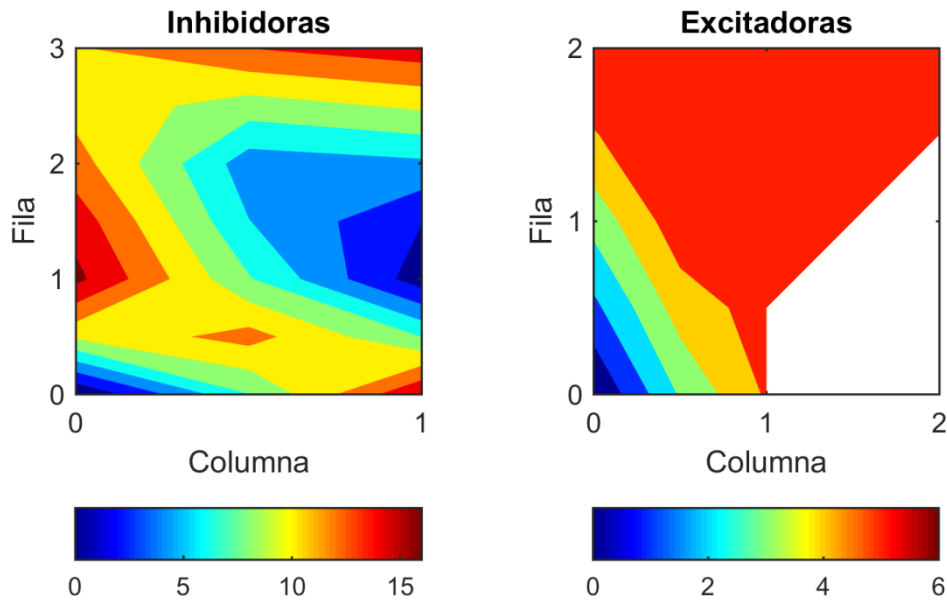 Inhibidoras
3
2
1
0
Fila
0 1
Columna
0 5 10 15
Excitadoras
2
1
0
Fila
0 1 2
Columna
0 2 4 6